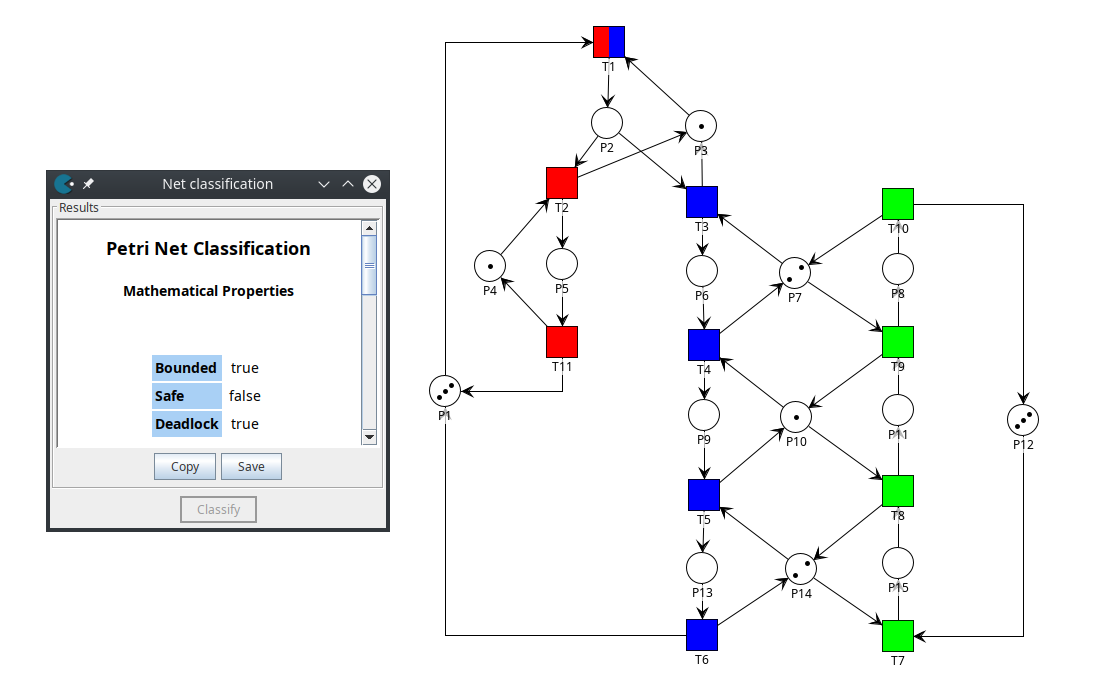 Net classification
Results
Petri Net Classification
Mathematical Properties
Bounded true
Safe false
Deadlock true
Copy Save
Classify
T1
P2
P3
T2
T3
T10
P4
P5
P6
P7
P8
T11
T4
T9
P1
P9
P10
P11
P12
T5
T8
P13
P14
P15
T6
T7